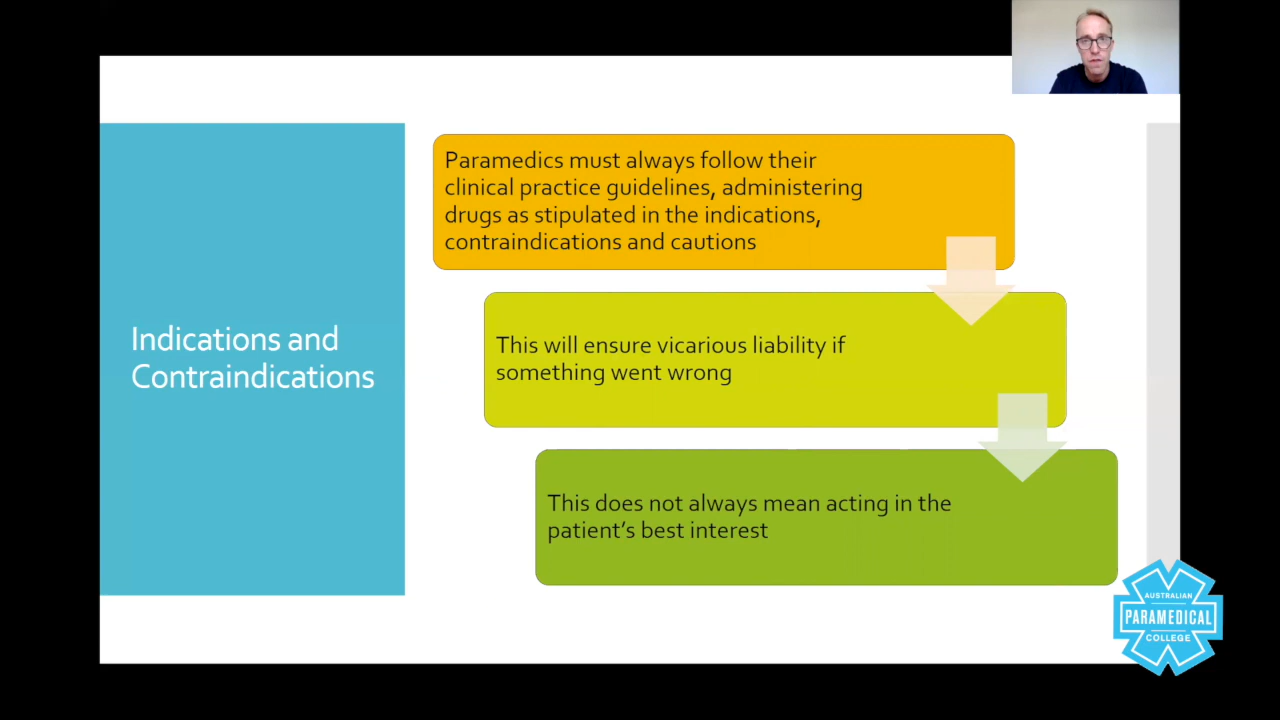 Indications and
Contraindications
Paramedics must always follow their
clinical practice guidelines, administering
drugs as stipulated in the indications,
contraindications and cautions
This will ensure vicarious liability if
something went wrong
This does not always mean acting in the
patient's best interest
AUSTRALIAN
PARAMEDICAL
COLLEGE